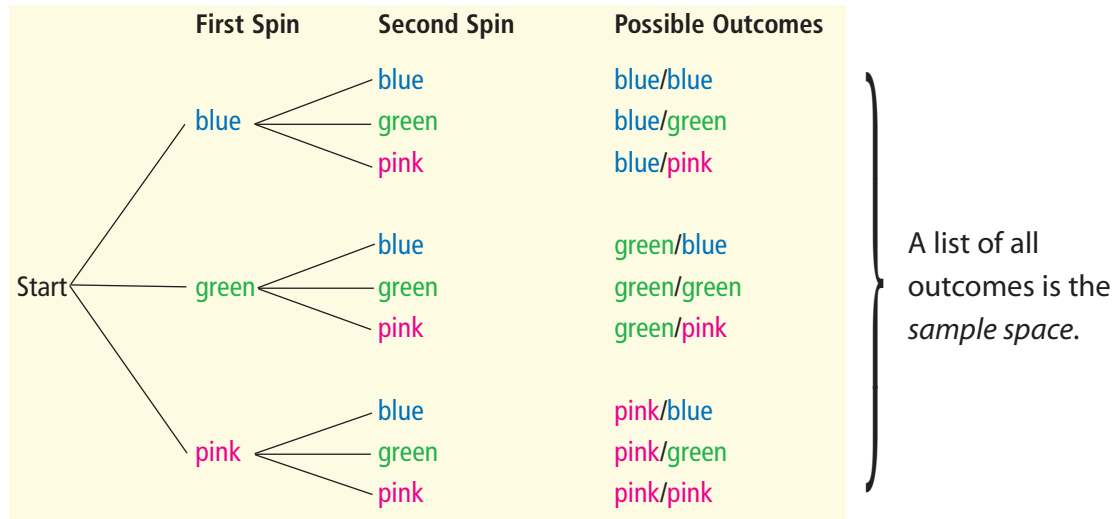 First Spin Second Spin Possible Outcomes
blue blue/blue
blue green blue/green
pink blue/pink
blue green/blue
Start green green green/green
pink green/pink
blue pink/blue
pink green pink/green
pink pink/pink
A list of all
outcomes is the
sample space.